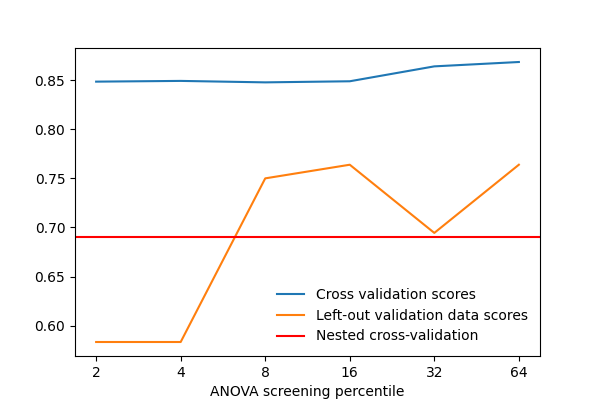 0.85
0.80
0.75
0.70
0.65
0.60
Cross validation scores
Left-out validation data scores
Nested cross-validation
2 4 8 16 32 64
ANOVA screening percentile